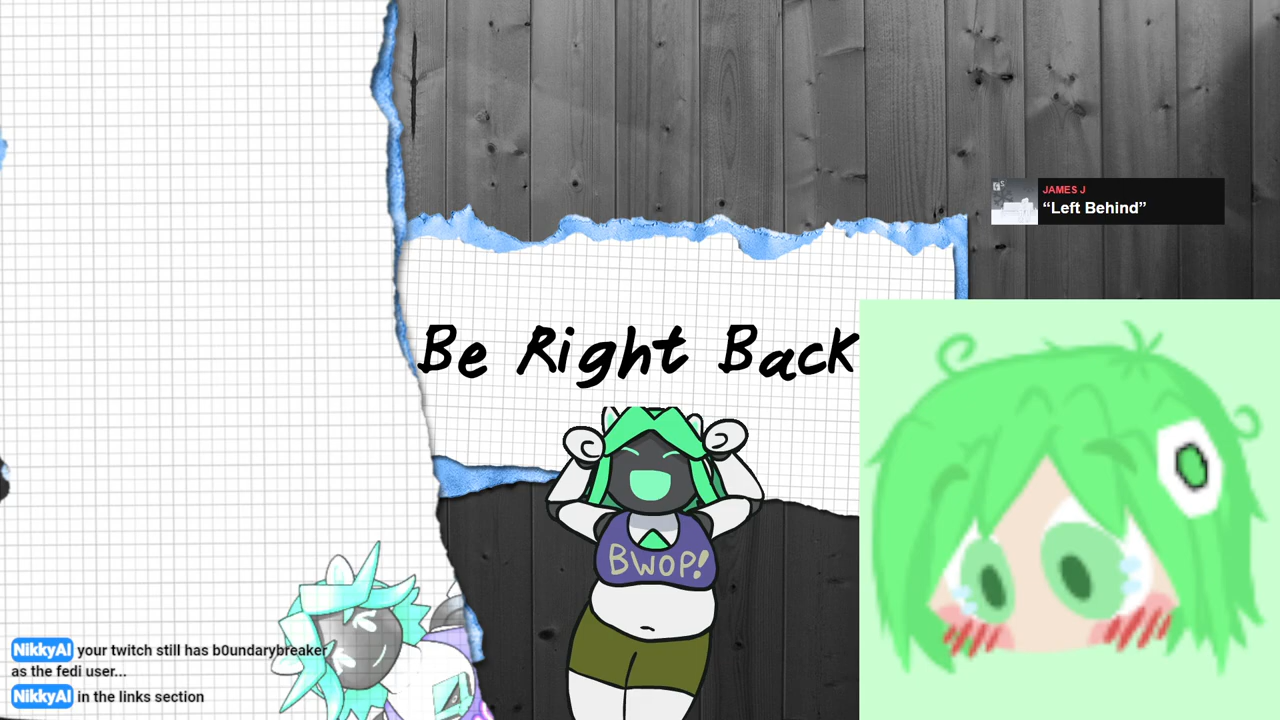 JAMES J
“Left Behind”
Be Right Back
BWOP!
NikkyAI your twitch still has b0undarybreaker
as the fedi user...
NikkyAI in the links section